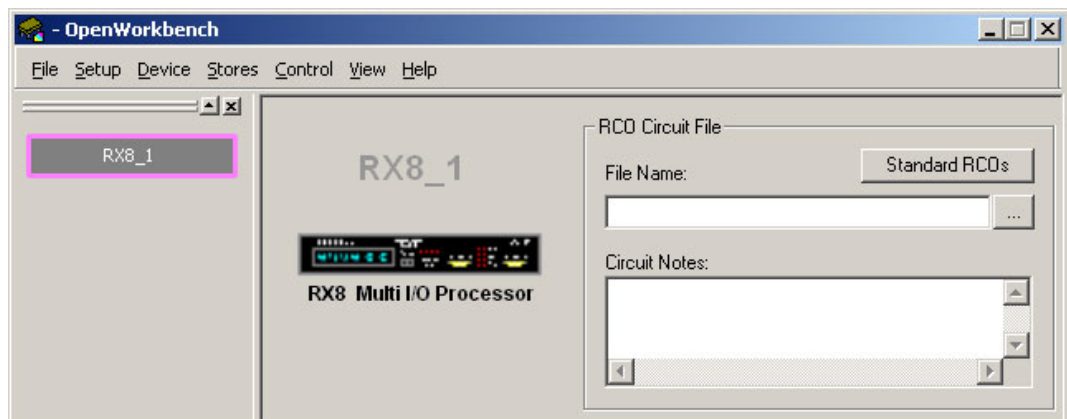 - OpenWorkbench
File Setup Device Stores Control View Help
RX8_1
RX8_1
RX8 Multi I/O Processor
RCO Circuit File
Standard RCOs
File Name:
...
Circuit Notes: